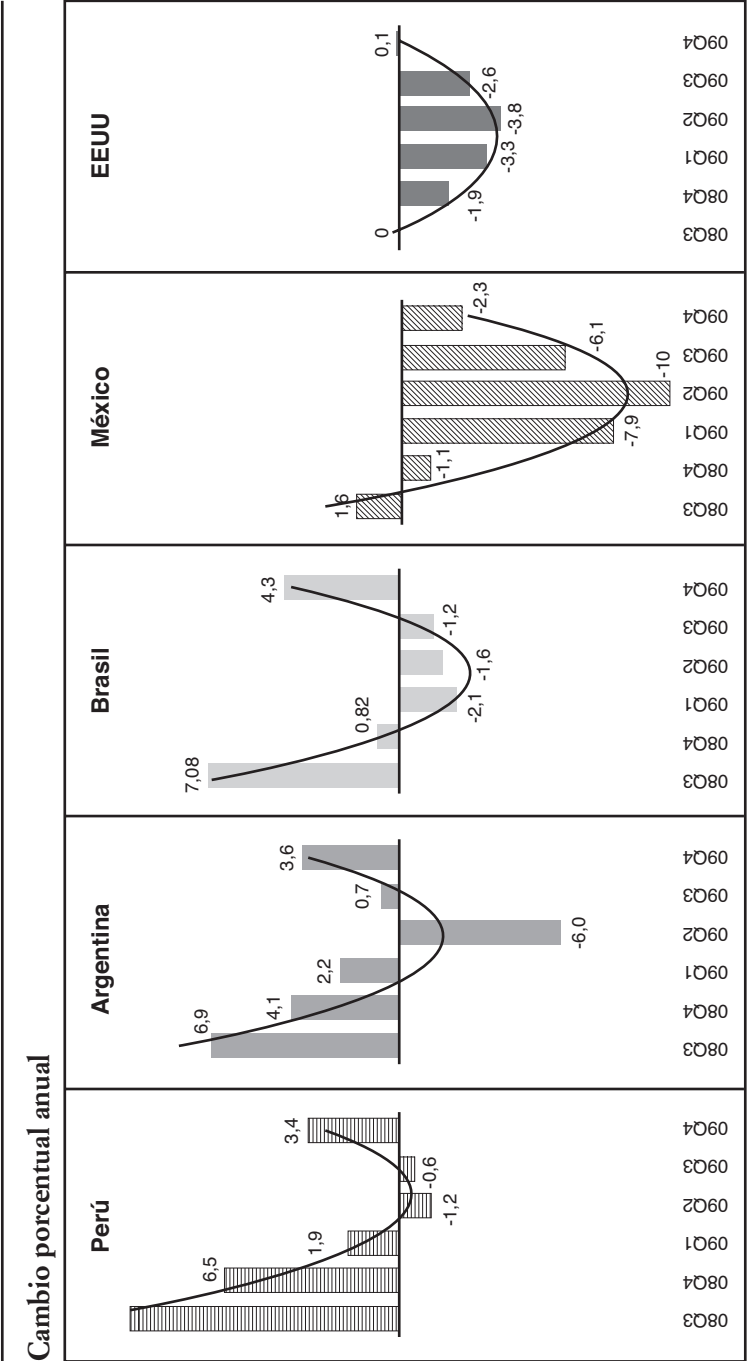 Cambio porcentual anual
Perú
6,5
1,9
-1,2
-0,6
3,4
08Q3 08Q4 09Q1 09Q2 09Q3 09Q4
Argentina
6,9
4,1
2,2
-6,0
0,7
3,6
08Q3 08Q4 09Q1 09Q2 09Q3 09Q4
Brasil
7,08
0,82
-2,1
-1,6
-1,2
4,3
08Q3 08Q4 09Q1 09Q2 09Q3 09Q4
México
1,6
-1,1
-7,9
-10
-6,1
-2,3
08Q3 08Q4 09Q1 09Q2 09Q3 09Q4
EEUU
0
-1,9
-3,3
-3,8
-2,6
0,1
08Q3 08Q4 09Q1 09Q2 09Q3 09Q4